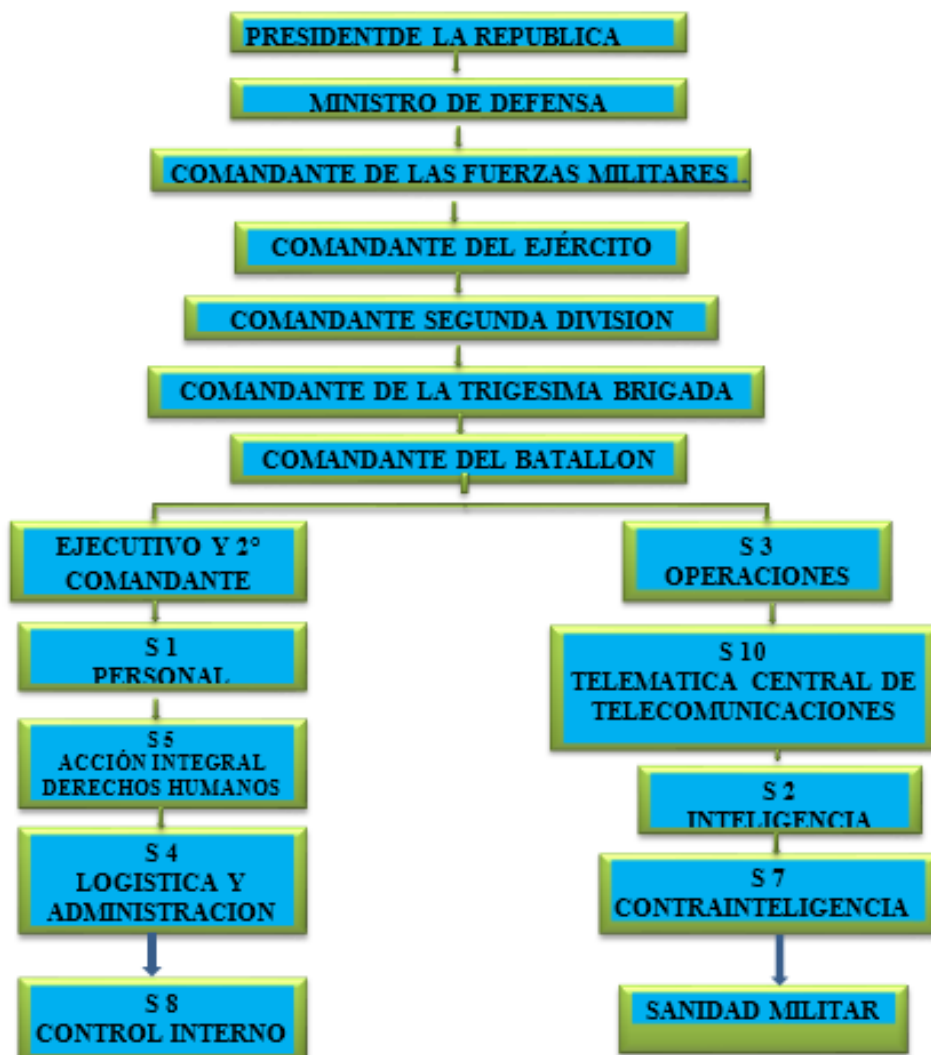 PRESIDENTDE LA REPUBLICA
MINISTRO DE DEFENSA
COMANDANTE DE LAS FUERZAS MILITARES..
COMANDANTE DEL EJÉRCITO
COMANDANTE SEGUNDA DIVISION
COMANDANTE DE LA TRIGESIMA BRIGADA
COMANDANTE DEL BATALLON
EJECUTIVO Y 2°
COMANDANTE
S 1
PERSONAL
S 5
ACCIÓN INTEGRAL
DERECHOS HUMANOS
S 4
LOGISTICA Y
ADMINISTRACION
S 8
CONTROL INTERNO
S 3
OPERACIONES
S 10
TELEMATICA CENTRAL DE
TELECOMUNICACIONES
S 2
INTELIGENCIA
S 7
CONTRAINTELIGENCIA
SANIDAD MILITAR